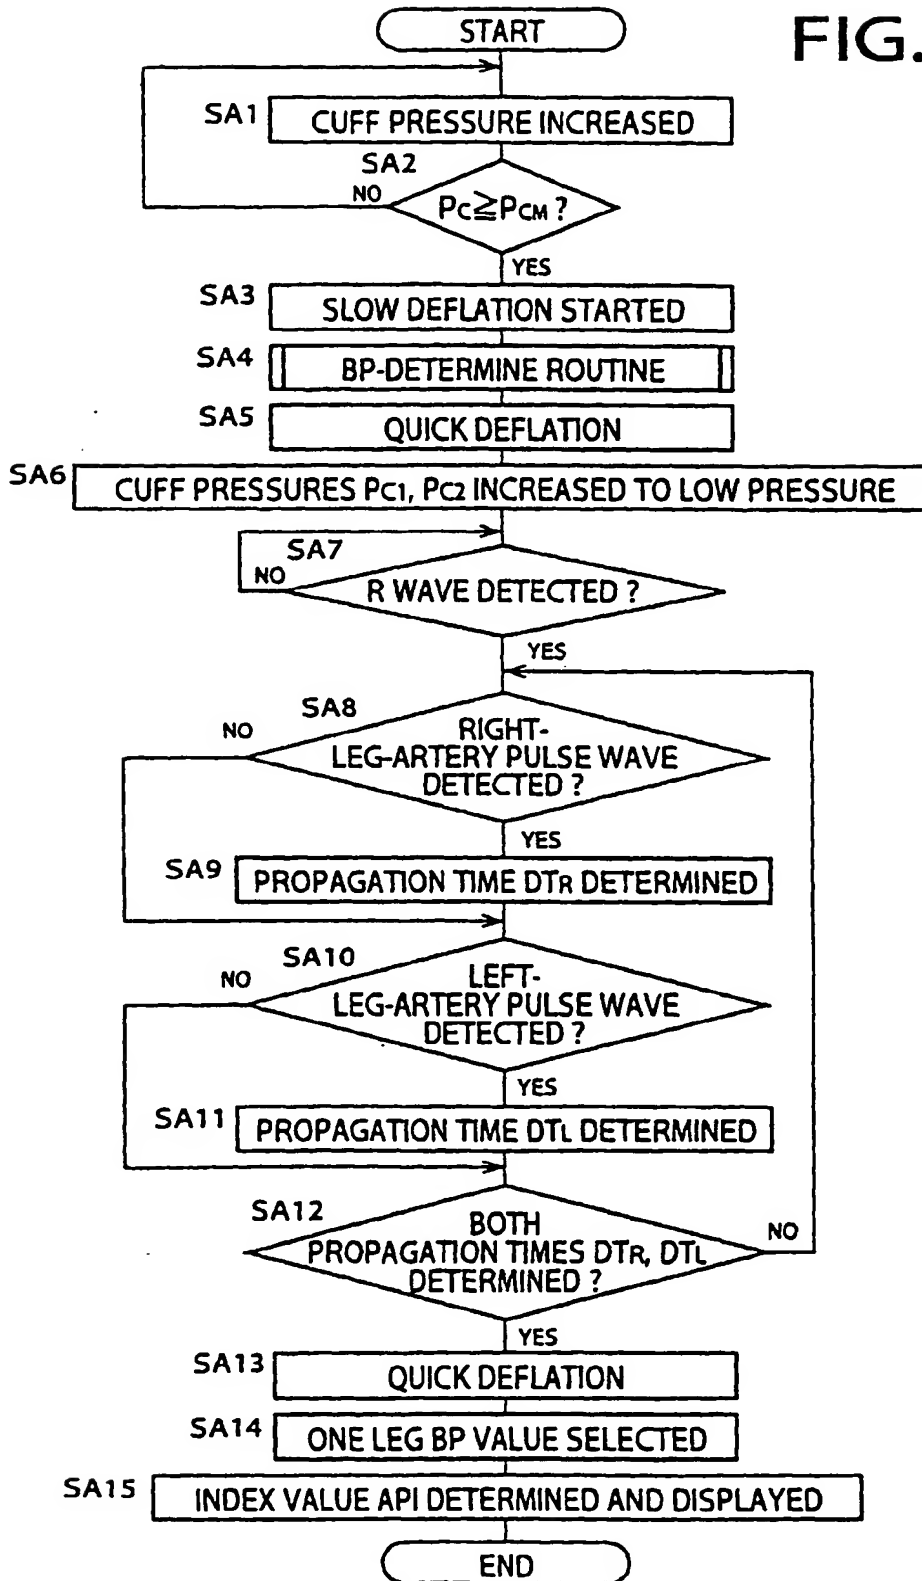 START
FIG.
SA1
CUFF PRESSURE INCREASED
SA2
NO
PC≧PCM ?
YES
SA3
SLOW DEFLATION STARTED
SA4
BP-DETERMINE ROUTINE
SA5
QUICK DEFLATION
SA6
CUFF PRESSURES PC1, PC2 INCREASED TO LOW PRESSURE
SA7
NO
R WAVE DETECTED ?
YES
SA8
NO
RIGHT-
LEG-ARTERY PULSE WAVE
DETECTED ?
YES
SA9
PROPAGATION TIME DTR DETERMINED
SA10
NO
LEFT-
LEG-ARTERY PULSE WAVE
DETECTED ?
YES
SA11
PROPAGATION TIME DTL DETERMINED
SA12
BOTH
PROPAGATION TIMES DTR, DTL
DETERMINED ?
NO
YES
SA13
QUICK DEFLATION
SA14
ONE LEG BP VALUE SELECTED
SA15
INDEX VALUE API DETERMINED AND DISPLAYED
END